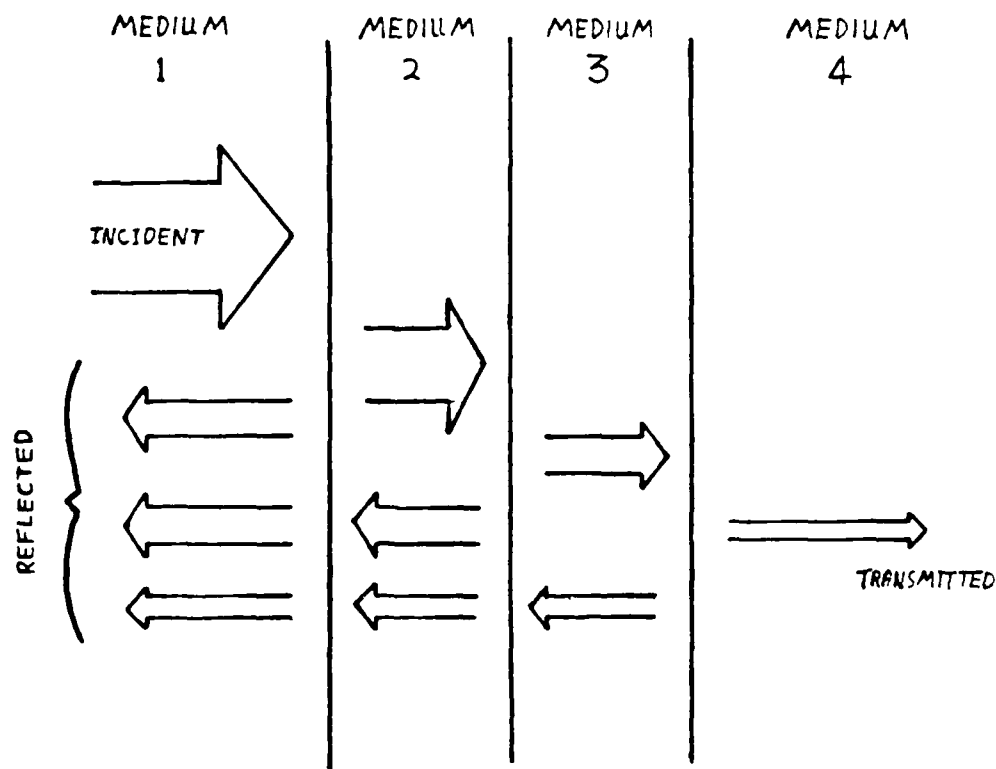 MEDIUM MEDIUM MEDIUM MEDIUM
1 2 3 4
INCIDENT
REFLECTED
TRANSMITTED